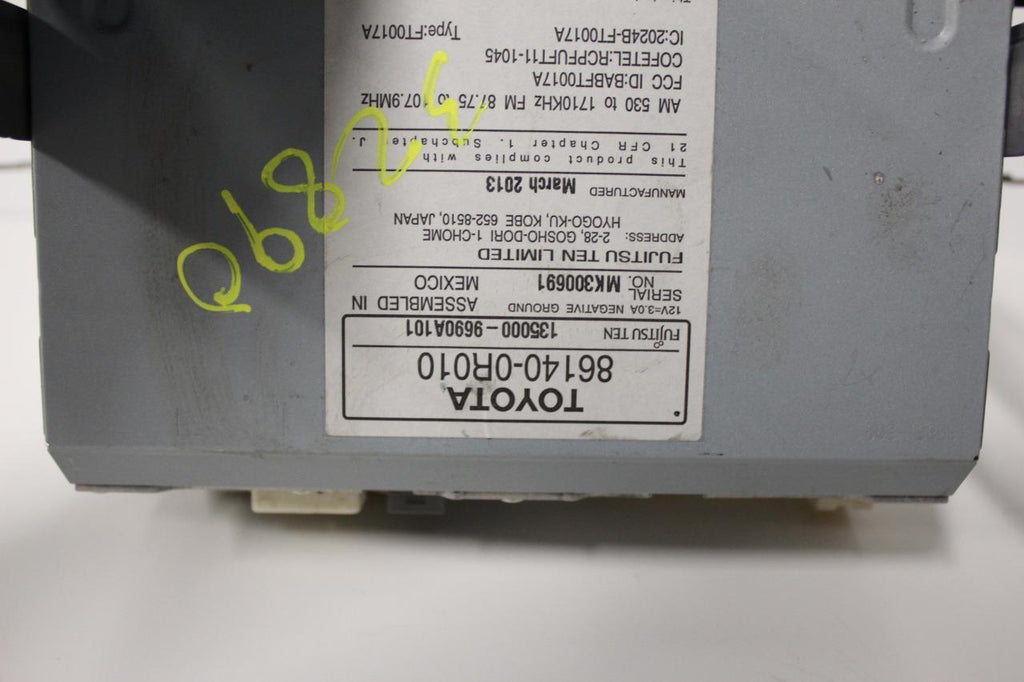 TOYOTA
86140-0R010
FUJITSU TEN 135000-9690A101
12V=3.0A NEGATIVE GROUND ASSEMBLED IN
SERIAL NO. MK300691 MEXICO
FUJITSU TEN LIMITED
ADDRESS: 2-28, GOSHO-DORI 1-CHOME
HYOGO-KU, KOBE 652-8510, JAPAN
MANUFACTURED March 2013
This product complies with
21 CFR Chapter 1. Subchapter J.
AM 530 to 1710KHz FM 87.75 to 107.9MHz
FCC ID:BABFT0017A
COFETEL:RCPFUFT11-1045
IC:2024B-FT0017A Type:FT0017A